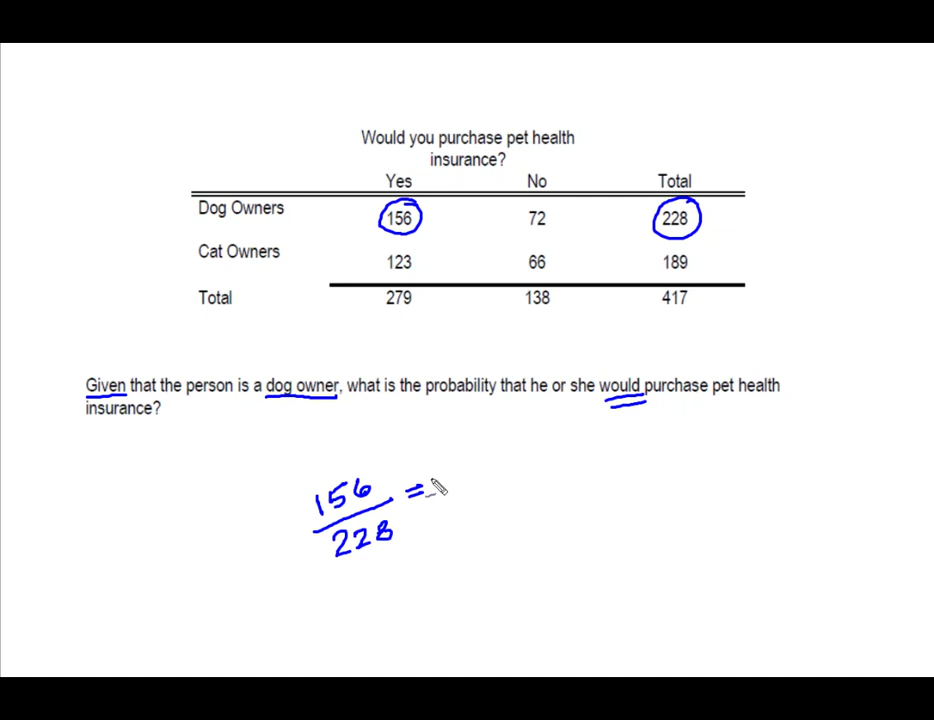 Would you purchase pet health
insurance?
Yes No Total
Dog Owners 156 72 228
Cat Owners 123 66 189
Total 279 138 417
Given that the person is a dog owner, what is the probability that he or she would purchase pet health
insurance?
156 =
228